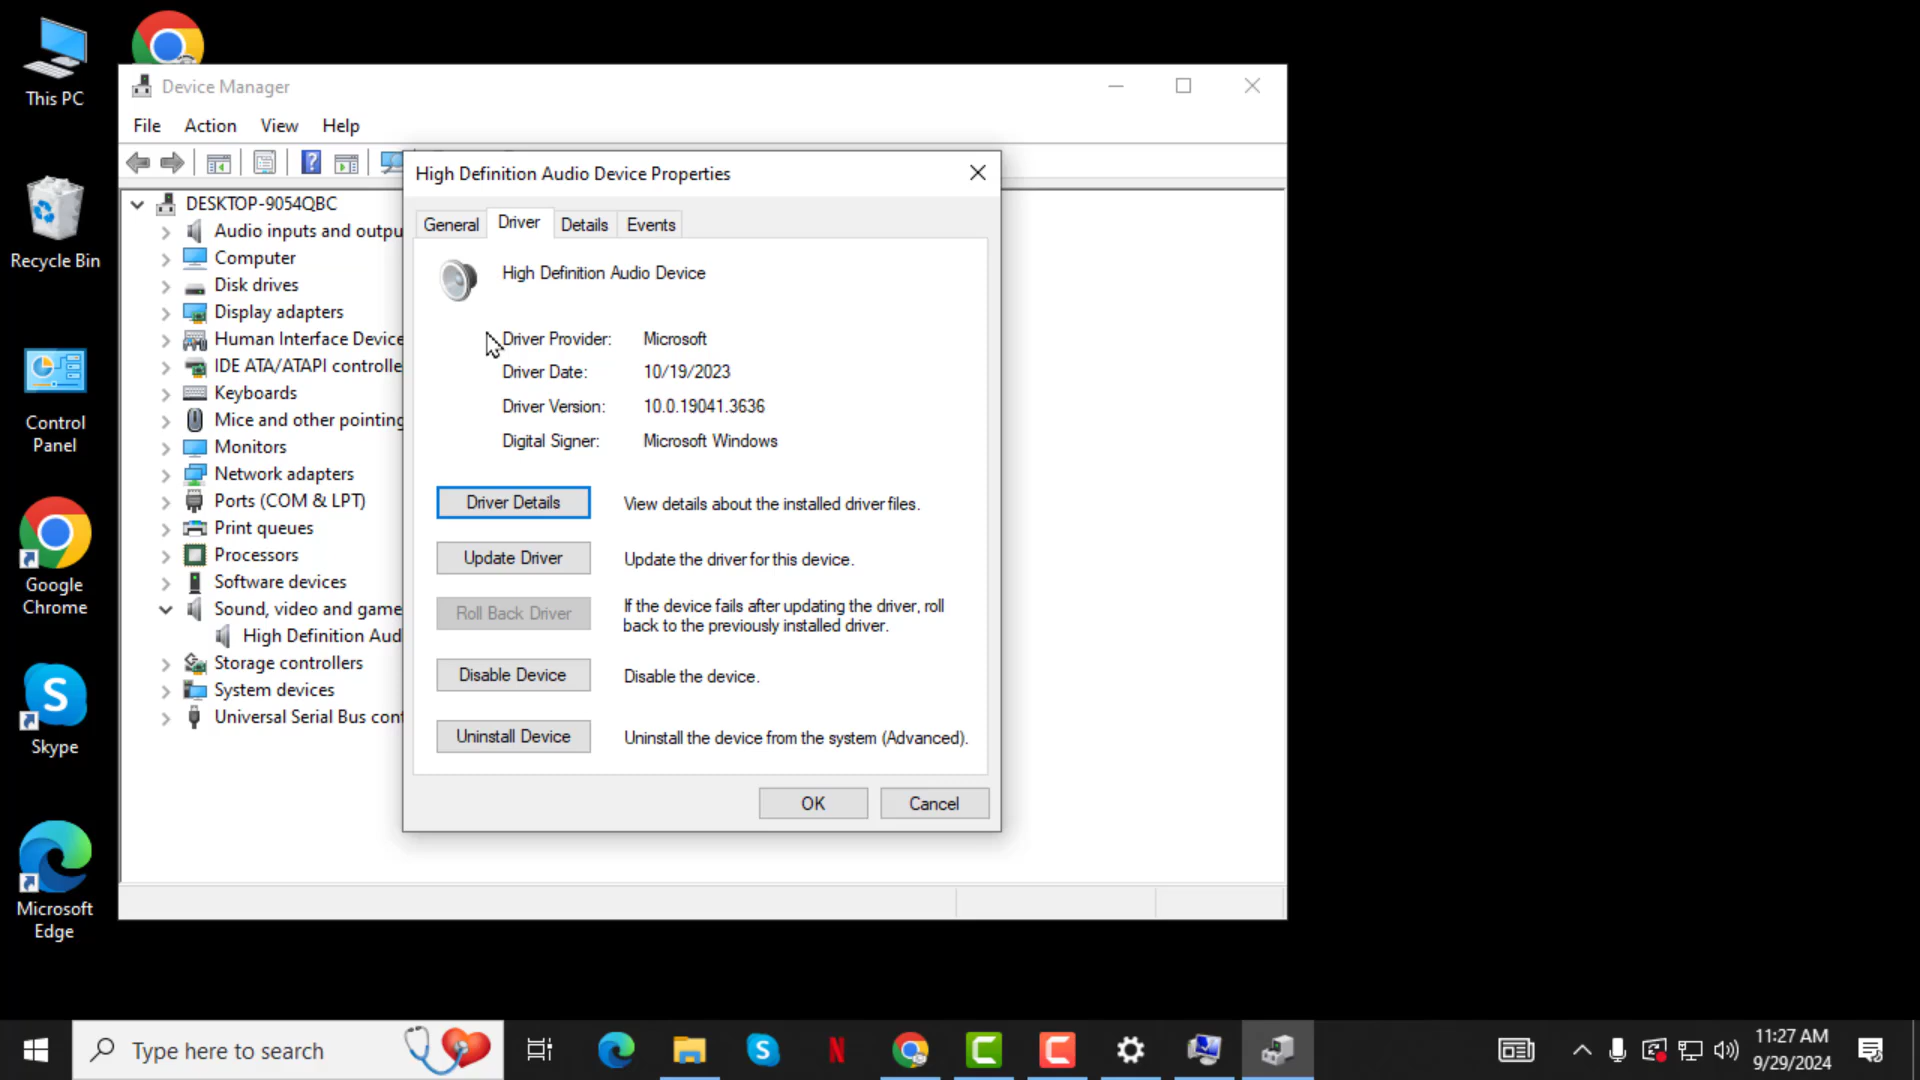 This PC
Recycle Bin
Control
Panel
Google
Chrome
Skype
Microsoft
Edge
Device Manager
File Action View Help
DESKTOP-9054QBC
Audio inputs and outpu
Computer
Disk drives
Display adapters
Human Interface Device
IDE ATA/ATAPI controlle
Keyboards
Mice and other pointing
Monitors
Network adapters
Ports (COM & LPT)
Print queues
Processors
Software devices
Sound, video and game
High Definition Aud
Storage controllers
System devices
Universal Serial Bus cont
High Definition Audio Device Properties
General Driver Details Events
High Definition Audio Device
Driver Provider: Microsoft
Driver Date: 10/19/2023
Driver Version: 10.0.19041.3636
Digital Signer: Microsoft Windows
Driver Details View details about the installed driver files.
Update Driver Update the driver for this device.
Roll Back Driver If the device fails after updating the driver, roll
back to the previously installed driver.
Disable Device Disable the device.
Uninstall Device Uninstall the device from the system (Advanced).
OK Cancel
Type here to search
11:27 AM
9/29/2024